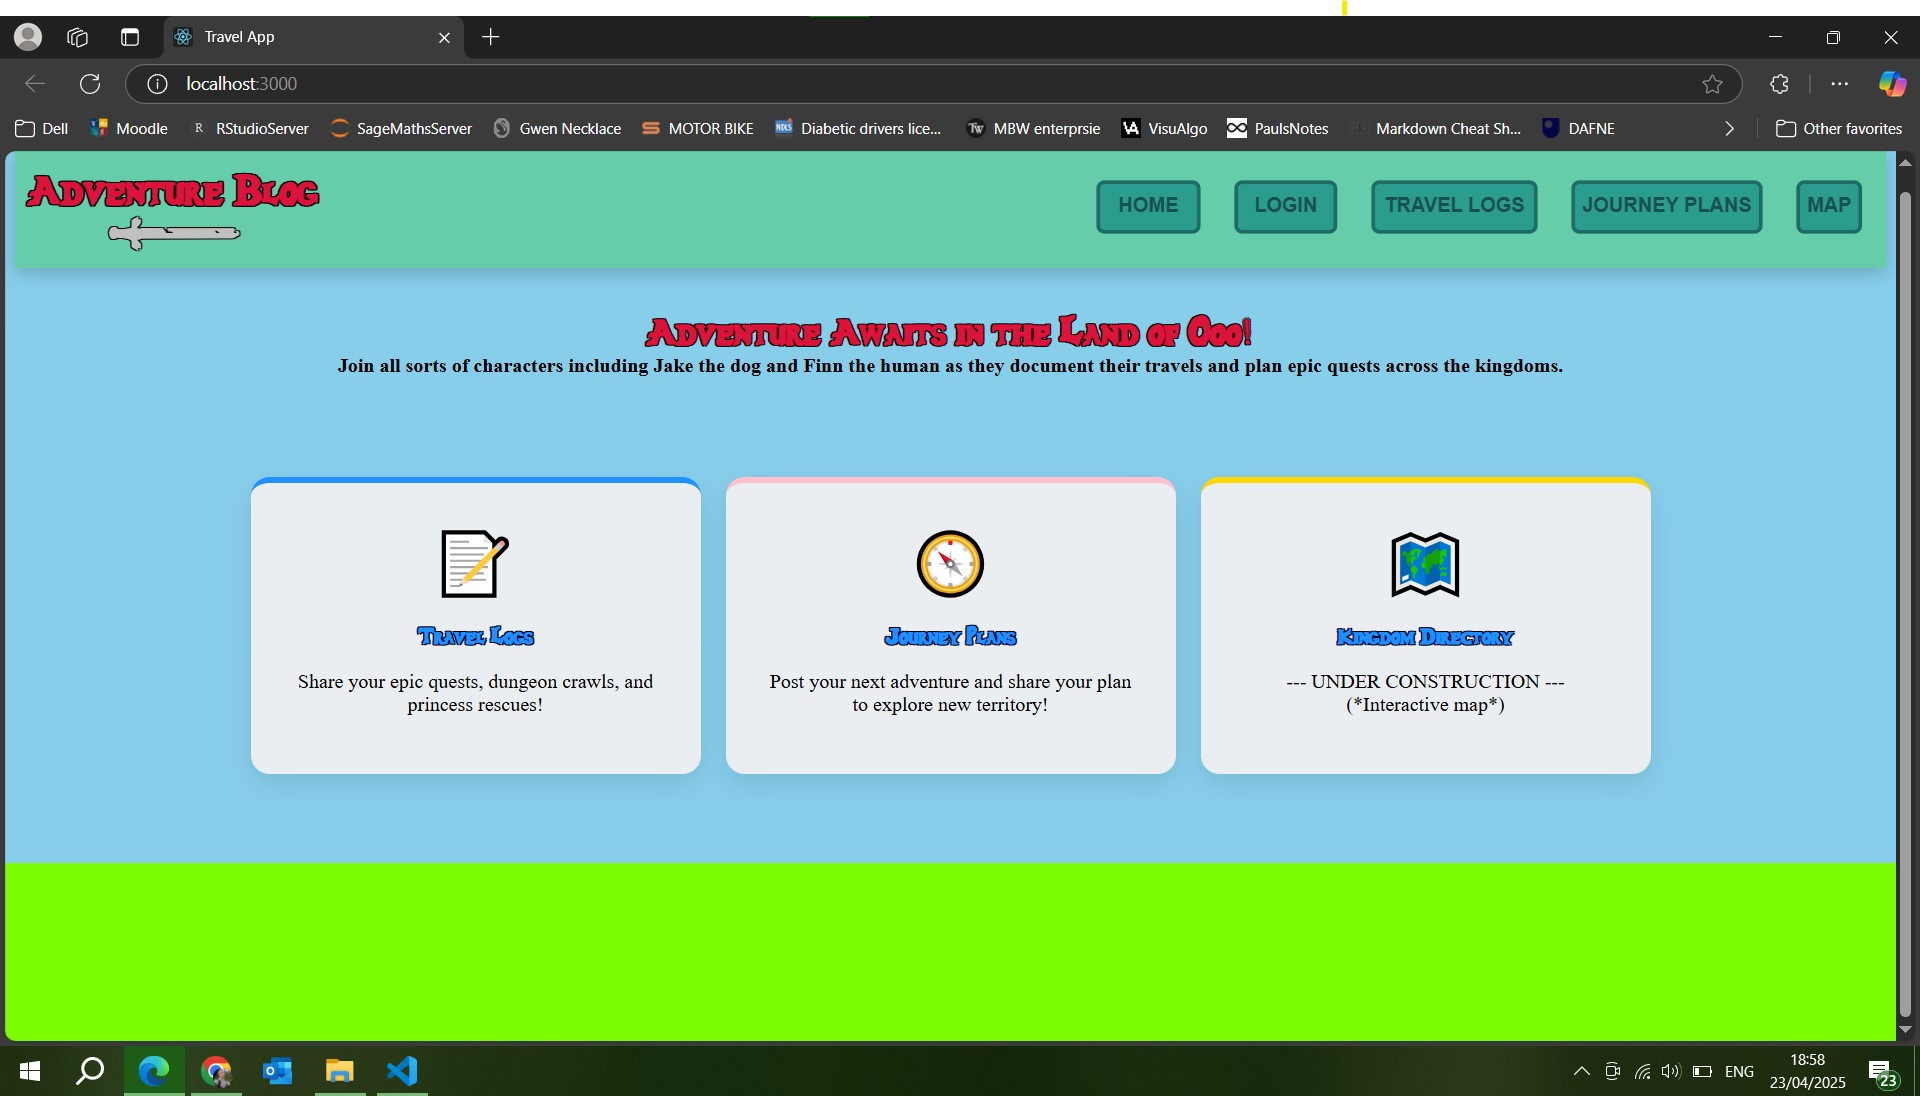 Travel App
localhost:3000
Dell Moodle RStudioServer SageMathsServer Gwen Necklace MOTOR BIKE Diabetic drivers lice... MBW enterprsie VisuAlgo PaulsNotes Markdown Cheat Sh... DAFNE Other favorites
Adventure Blog
HOME LOGIN TRAVEL LOGS JOURNEY PLANS MAP
Adventure Awaits in the Land of Ooo!
Join all sorts of characters including Jake the dog and Finn the human as they document their travels and plan epic quests across the kingdoms.
Travel Logs
Share your epic quests, dungeon crawls, and
princess rescues!
Journey Plans
Post your next adventure and share your plan
to explore new territory!
Kingdom Directory
--- UNDER CONSTRUCTION ---
(*Interactive map*)
ENG
18:58
23/04/2025
23